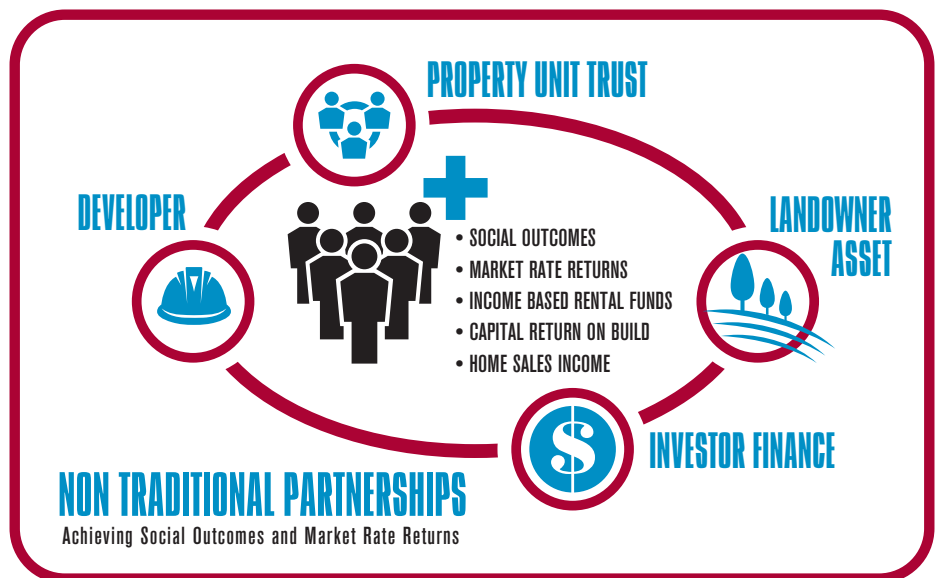 PROPERTY UNIT TRUST
DEVELOPER
LANDOWNER
ASSET
• SOCIAL OUTCOMES
• MARKET RATE RETURNS
• INCOME BASED RENTAL FUNDS
• CAPITAL RETURN ON BUILD
• HOME SALES INCOME
$
INVESTOR FINANCE
NON TRADITIONAL PARTNERSHIPS
Achieving Social Outcomes and Market Rate Returns